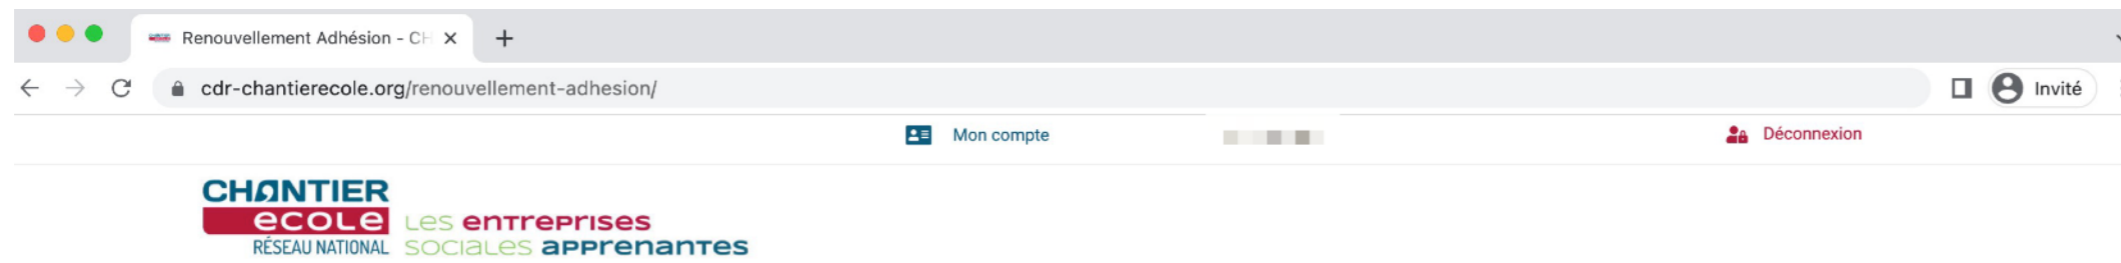 Renouvellement Adhésion - CH
cdr-chantierecole.org/renouvellement-adhesion/
Invité
Mon compte
Déconnexion
CHANTIER
école
RÉSEAU NATIONAL
Les entreprises
sociales apprenantes